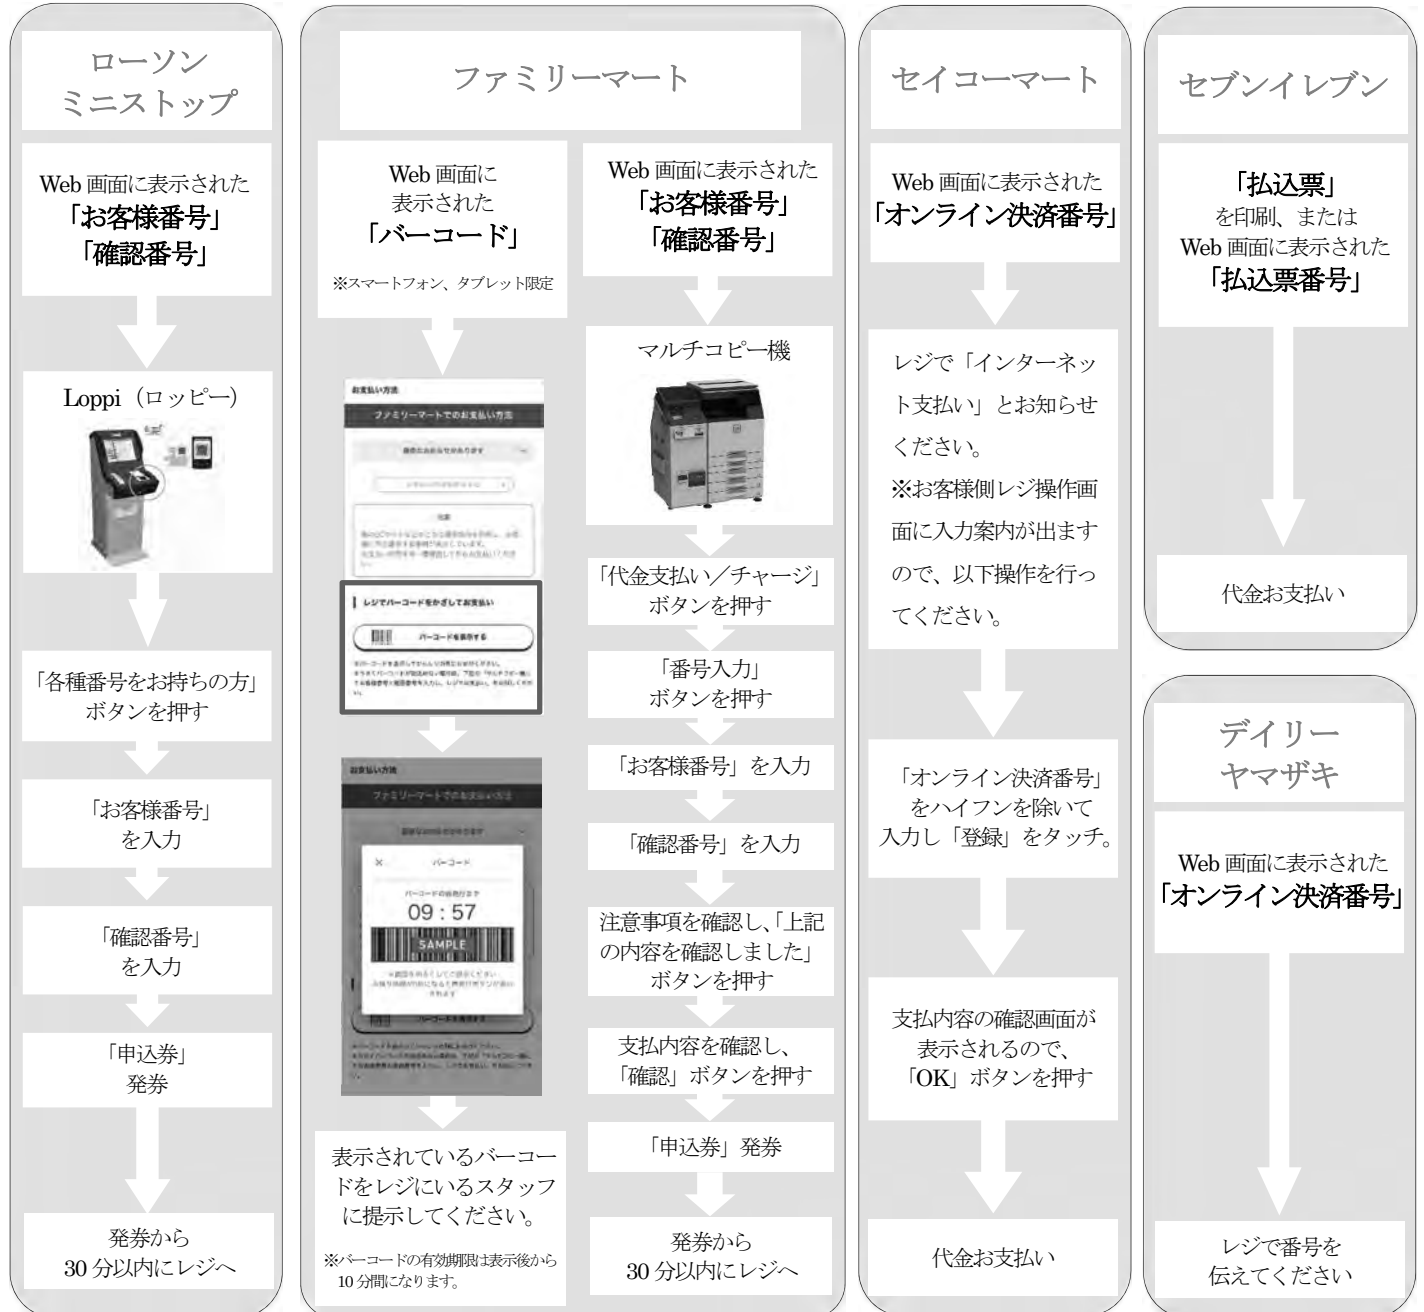 ローソン
ミニストップ
Web 画面に表示された
「お客様番号」
「確認番号」
Loppi（ロッピー）
「各種番号をお持ちの方」
ボタンを押す
「お客様番号」
を入力
「確認番号」
を入力
「申込券」
発券
発券から
30 分以内にレジへ
ファミリーマート
Web 画面に
表示された
「バーコード」
※スマートフォン、タブレット限定
お支払い方法
ファミリーマートでのお支払い方法
レジでバーコードをかざしてお支払い
バーコードを表示する
お支払い方法
ファミリーマートでのお支払い方法
バーコード
09 : 57
SAMPLE
表示されているバーコー
ドをレジにいるスタッフ
に提示してください。
※バーコードの有効期限は表示後から
10 分間になります。
Web 画面に表示された
「お客様番号」
「確認番号」
マルチコピー機
「代金支払い／チャージ」
ボタンを押す
「番号入力」
ボタンを押す
「お客様番号」を入力
「確認番号」を入力
注意事項を確認し、「上記
の内容を確認しました」
ボタンを押す
支払内容を確認し、
「確認」ボタンを押す
「申込券」発券
発券から
30 分以内にレジへ
セイコーマート
Web 画面に表示された
「オンライン決済番号」
レジで「インターネッ
ト支払い」とお知らせ
ください。
※お客様側レジ操作画
面に入力案内が出ます
ので、以下操作を行っ
てください。
「オンライン決済番号」
をハイフンを除いて
入力し「登録」をタッチ。
支払内容の確認画面が
表示されるので、
「OK」ボタンを押す
代金お支払い
セブンイレブン
「払込票」
を印刷、または
Web 画面に表示された
「払込票番号」
代金お支払い
デイリー
ヤマザキ
Web 画面に表示された
「オンライン決済番号」
レジで番号を
伝えてください